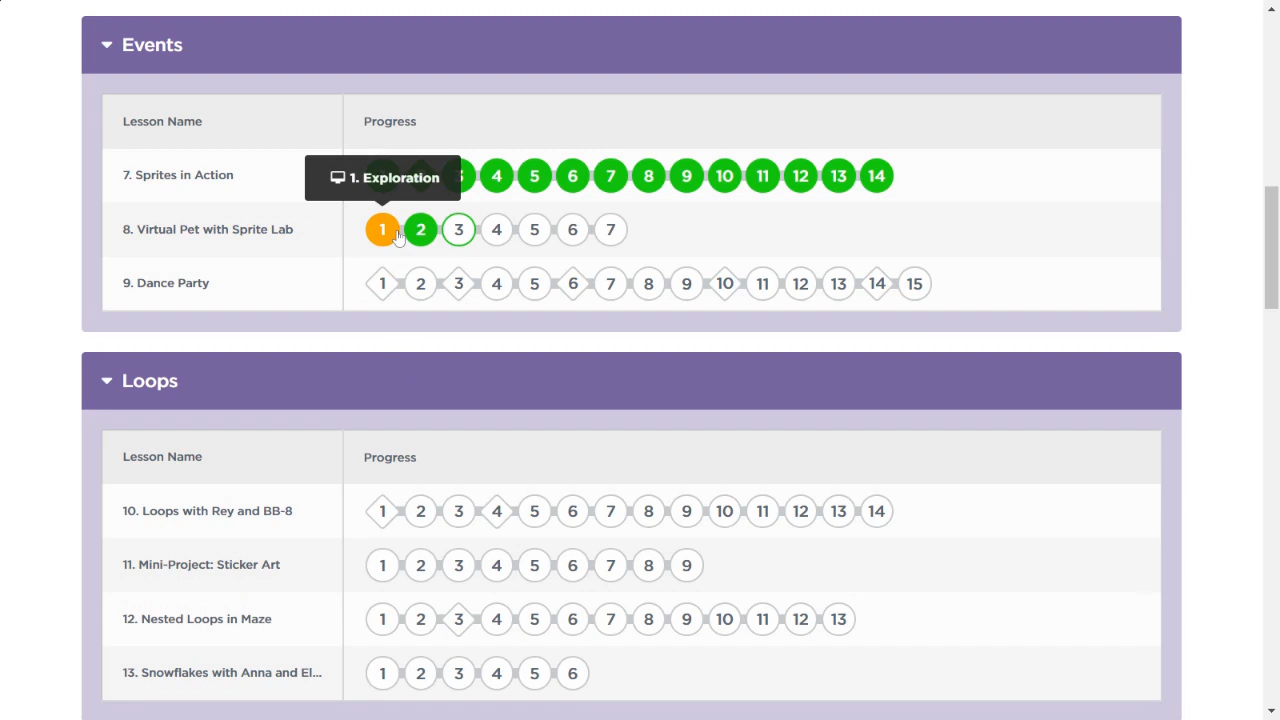 Events
Lesson Name Progress
7. Sprites in Action 3 4 5 6 7 8 9 10 11 12 13 14
1. Exploration
8. Virtual Pet with Sprite Lab 1 2 3 4 5 6 7
9. Dance Party 1 2 3 4 5 6 7 8 9 10 11 12 13 14 15
Loops
Lesson Name Progress
10. Loops with Rey and BB-8 1 2 3 4 5 6 7 8 9 10 11 12 13 14
11. Mini-Project: Sticker Art 1 2 3 4 5 6 7 8 9
12. Nested Loops in Maze 1 2 3 4 5 6 7 8 9 10 11 12 13
13. Snowflakes with Anna and El... 1 2 3 4 5 6